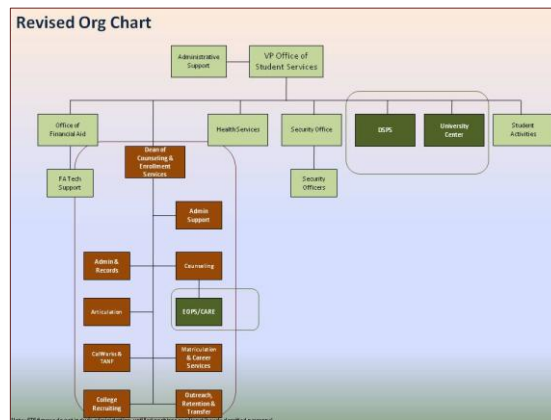 Revised Org Chart
Administrative
Support
VP Office of
Student Services
Office of
Financial Aid
Health Services
Security Office
DSPS
University
Center
Student
Activities
Dean of
Counseling &
Enrollment
Services
FA Tech
Support
Security
Officers
Admin
Support
Admin &
Records
Counseling
Articulation
EOPS/CARE
CalWorks &
TANF
Matriculation
& Career
Services
College
Recruiting
Outreach,
Retention &
Transfer